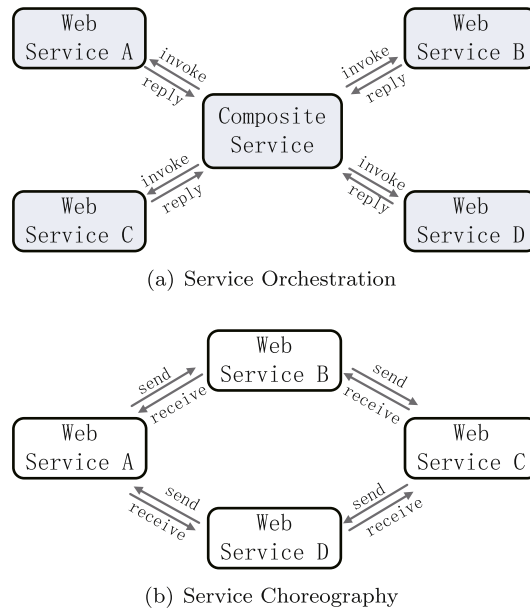 Web
Service A
Web
Service B
invoke
reply
invoke
reply
Composite
Service
invoke
reply
invoke
reply
Web
Service C
Web
Service D
(a) Service Orchestration
Web
Service B
send
receive
send
receive
Web
Service A
Web
Service C
send
receive
send
receive
Web
Service D
(b) Service Choreography